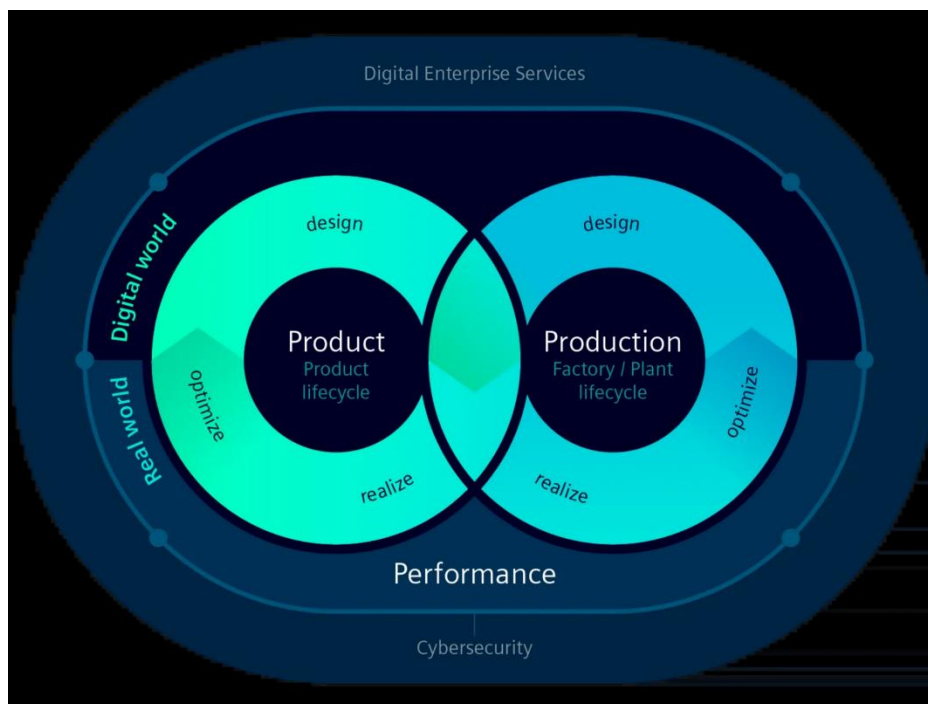 Digital Enterprise Services
Digital world
design
design
Product
Product
lifecycle
Production
Factory / Plant
lifecycle
optimize
optimize
Real world
realize
realize
Performance
Cybersecurity